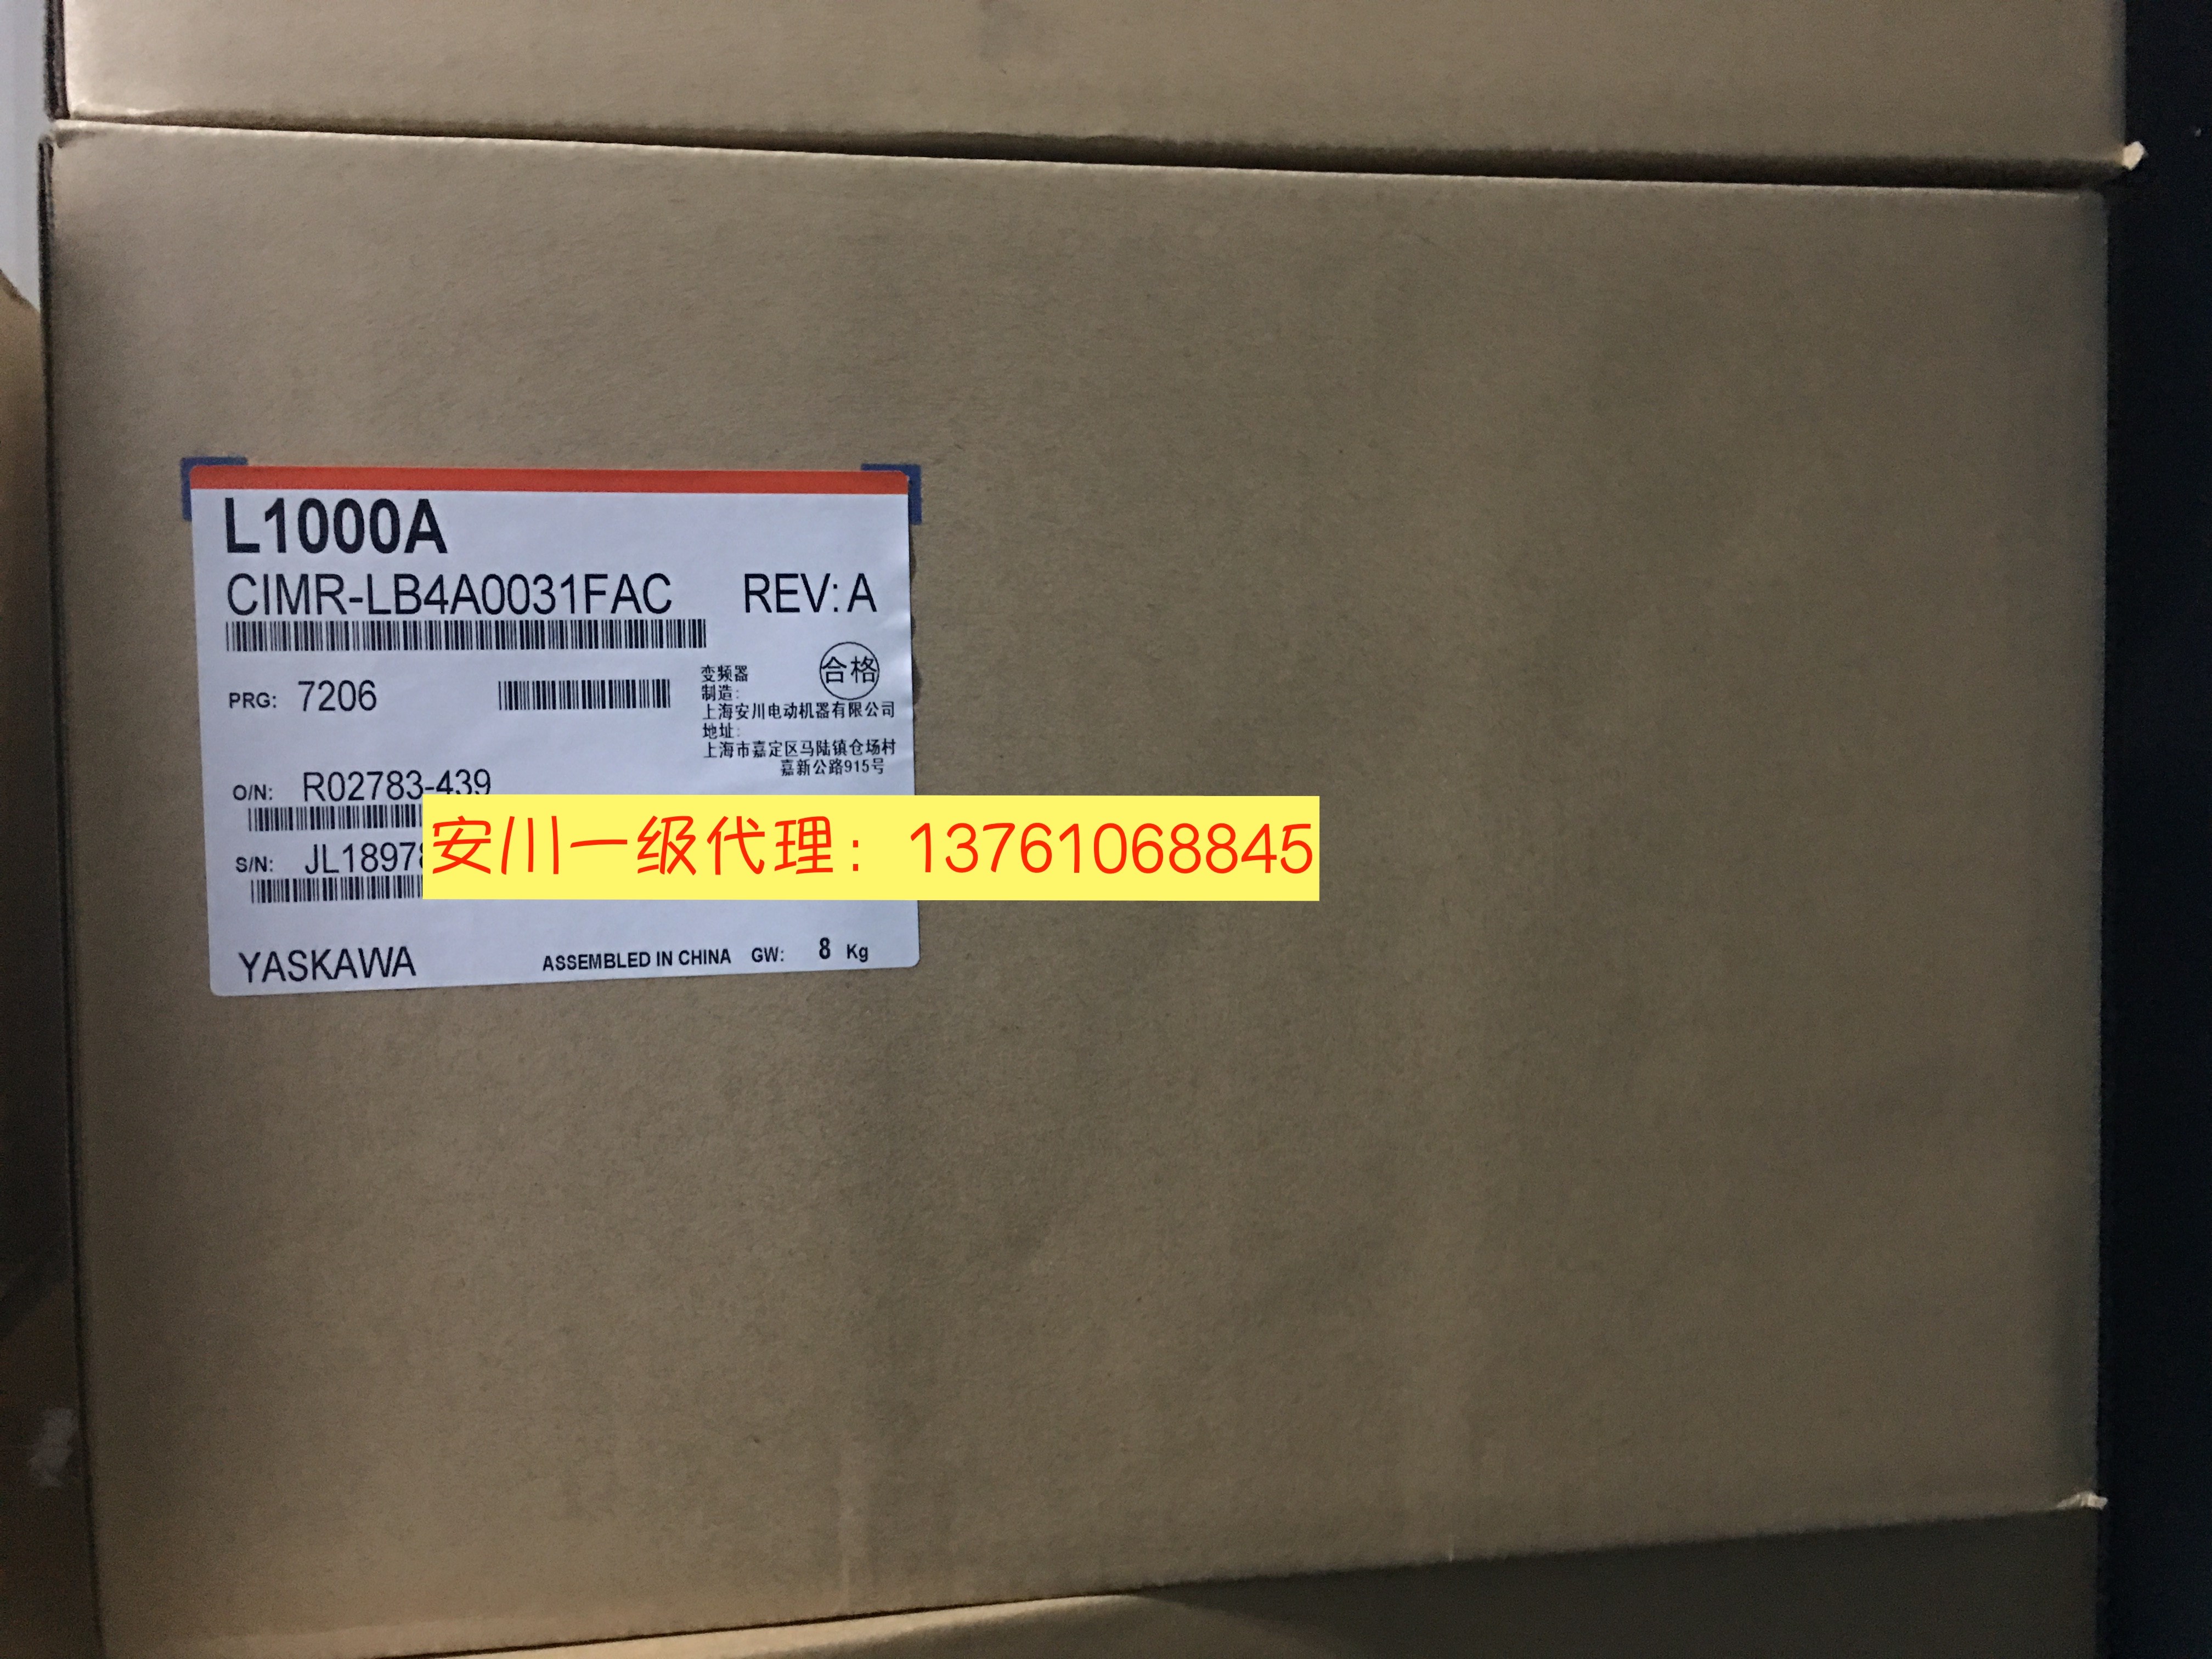 L1000A
CIMR-LB4A0031FAC REV: A
PRG: 7206
变频器 合格
制造:
上海安川电动机器有限公司
地址:
上海市嘉定区马陆镇仓场村
嘉新公路915号
O/N: R02783-439
S/N: JL1897
安川一级代理：13761068845
YASKAWA ASSEMBLED IN CHINA GW: 8 Kg